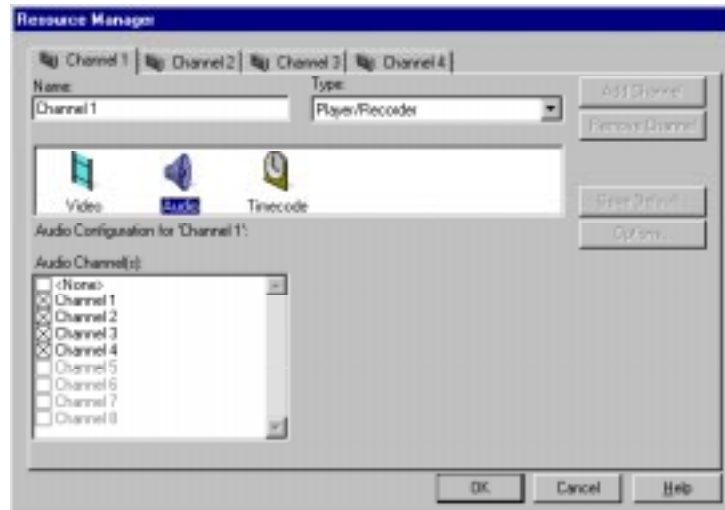 Resource Manager
Channel 1 Channel 2 Channel 3 Channel 4
Name: Type:
Channel 1 Player/Recorder
Add Channel
Remove Channel
Video Audio Timecode
Save Default...
Options...
Audio Configuration for 'Channel 1':
Audio Channel(s):
<None>
Channel 1
Channel 2
Channel 3
Channel 4
Channel 5
Channel 6
Channel 7
Channel 8
OK Cancel Help